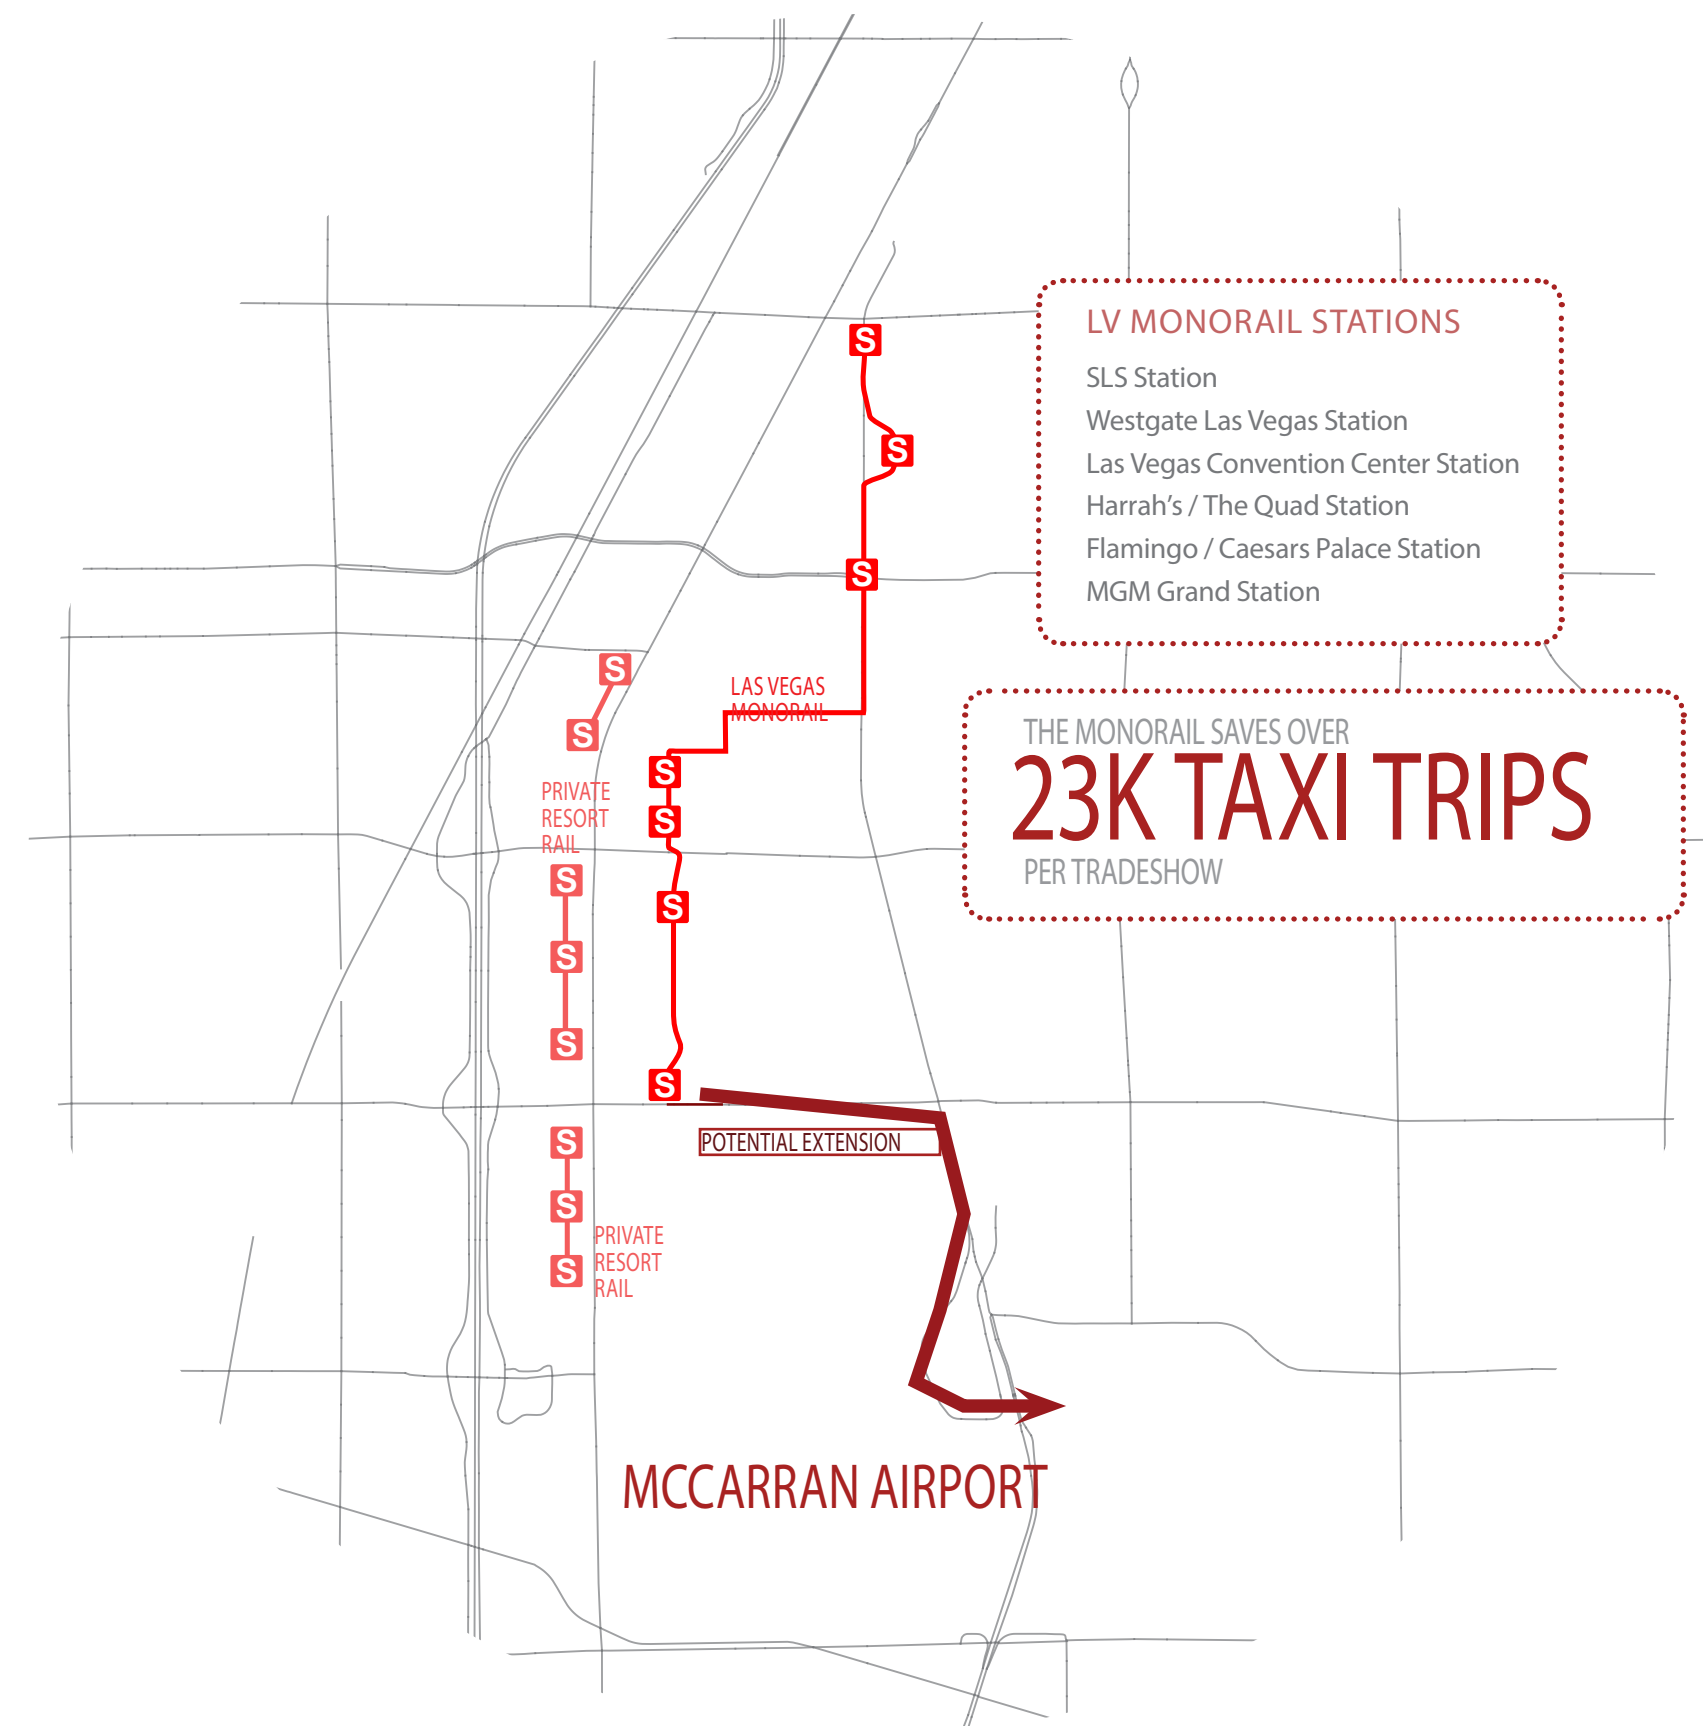 S
LV MONORAIL STATIONS
SLS Station
Westgate Las Vegas Station
Las Vegas Convention Center Station
Harrah’s / The Quad Station
Flamingo / Caesars Palace Station
MGM Grand Station
S
S
S
LAS VEGAS
MONORAIL
S
THE MONORAIL SAVES OVER
23K TAXI TRIPS
PER TRADESHOW
S
PRIVATE
RESORT
RAIL
S
S
S
S
S
S
S
POTENTIAL EXTENSION
S
S
PRIVATE
RESORT
RAIL
S
MCCARRAN AIRPORT